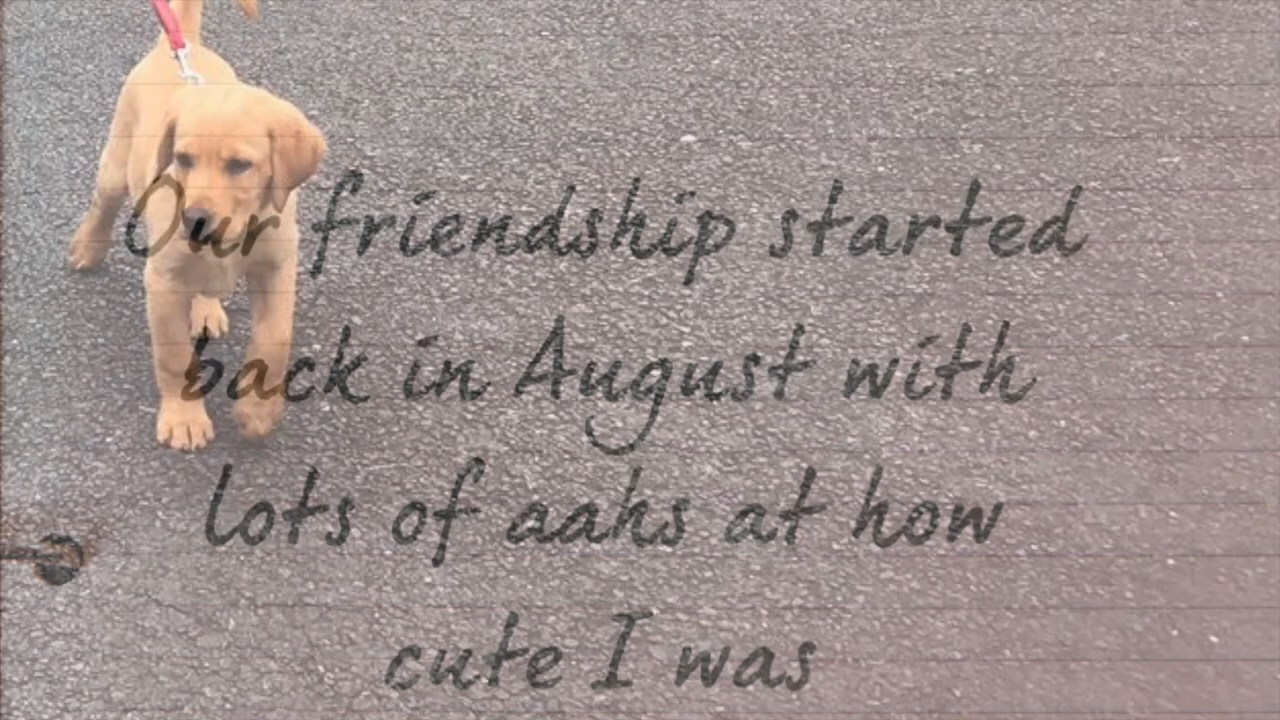 Our friendship started
back in August with
lots of aahs at how
cute I was